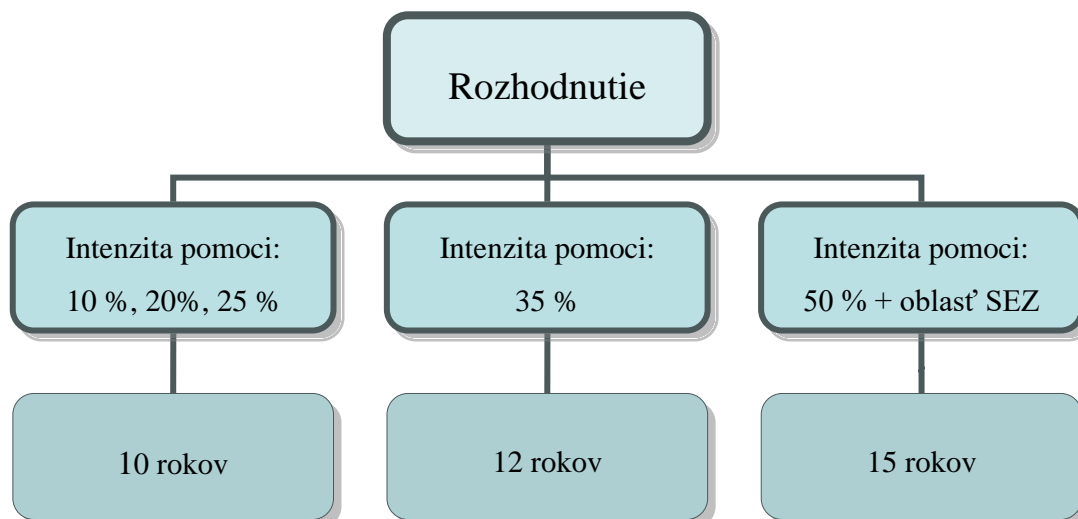 Rozhodnutie
Intenzita pomoci:
10 %, 20%, 25 %
Intenzita pomoci:
35 %
Intenzita pomoci:
50 % + oblasť SEZ
10 rokov
12 rokov
15 rokov